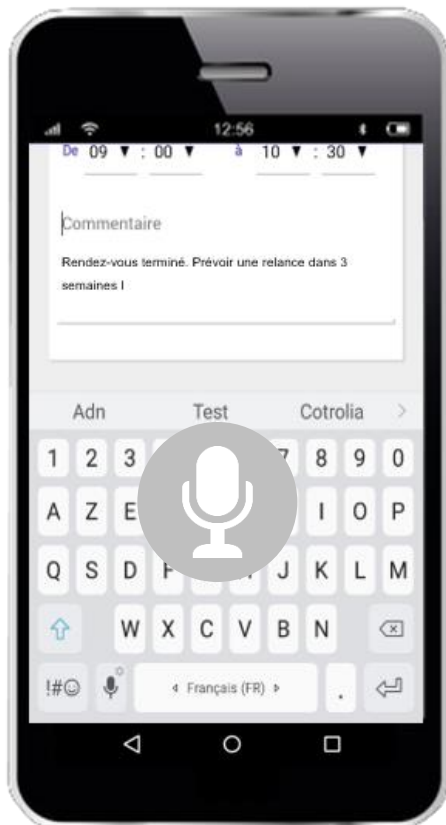 12:56
De 09 : 00 à 10 : 30
Commentaire
Rendez-vous terminé. Prévoir une relance dans 3
semaines I
Adn Test Cotrolia >
1 2 3 7 8 9 0
A Z E I O P
Q S D F J K L M
W X C V B N
!#☺ Français (FR) .